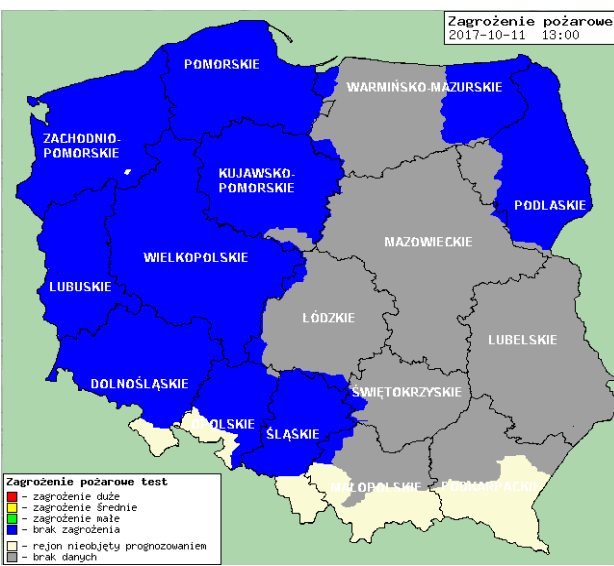 Zagrożenie pożarowe
2017-10-11 13:00
POMORSKIE
WARMIŃSKO-MAZURSKIE
ZACHODNIO-
POMORSKIE
KUJAWSKO-
POMORSKIE
PODLASKIE
MAZOWIECKIE
WIELKOPOLSKIE
LUBUSKIE
ŁÓDZKIE
LUBELSKIE
DOLNOŚLĄSKIE
ŚWIĘTOKRZYSKIE
OPOLSKIE
ŚLĄSKIE
MAŁOPOLSKIE
PODKARPACKIE
Zagrożenie pożarowe test
- zagrożenie duże
- zagrożenie średnie
- zagrożenie małe
- brak zagrożenia
- rejon nieobjęty prognozowaniem
- brak danych